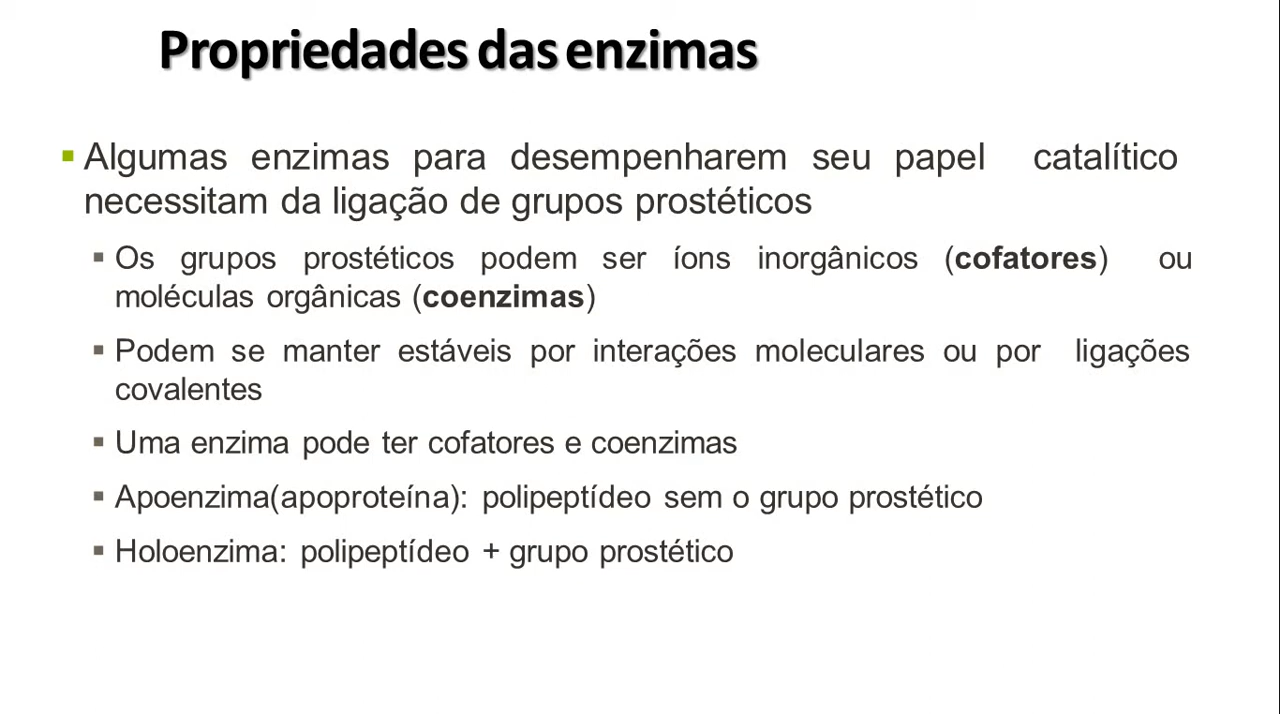 Propriedades das enzimas
▪ Algumas enzimas para desempenharem seu papel catalítico
necessitam da ligação de grupos prostéticos
▪ Os grupos prostéticos podem ser íons inorgânicos (cofatores) ou
moléculas orgânicas (coenzimas)
▪ Podem se manter estáveis por interações moleculares ou por ligações
covalentes
▪ Uma enzima pode ter cofatores e coenzimas
▪ Apoenzima(apoproteína): polipeptídeo sem o grupo prostético
▪ Holoenzima: polipeptídeo + grupo prostético